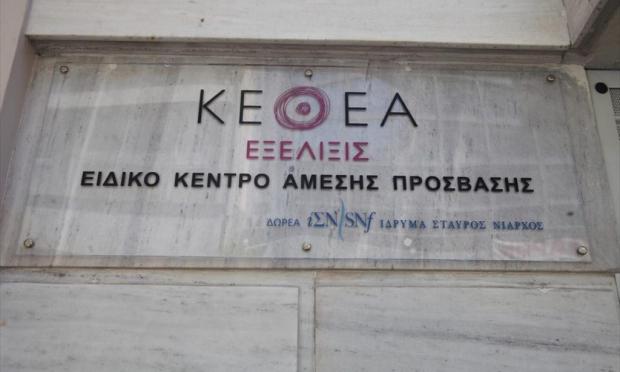 ΚΕΘΕΑ
ΕΞΕΛΙΞΙΣ
ΕΙΔΙΚΟ ΚΕΝΤΡΟ ΑΜΕΣΗΣ ΠΡΟΣΒΑΣΗΣ
ΔΩΡΕΑ ΙΣΝ/SNf ΙΔΡΥΜΑ ΣΤΑΥΡΟΣ ΝΙΑΡΧΟΣ